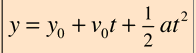 y = y₀ + v₀t + 1/2 at²